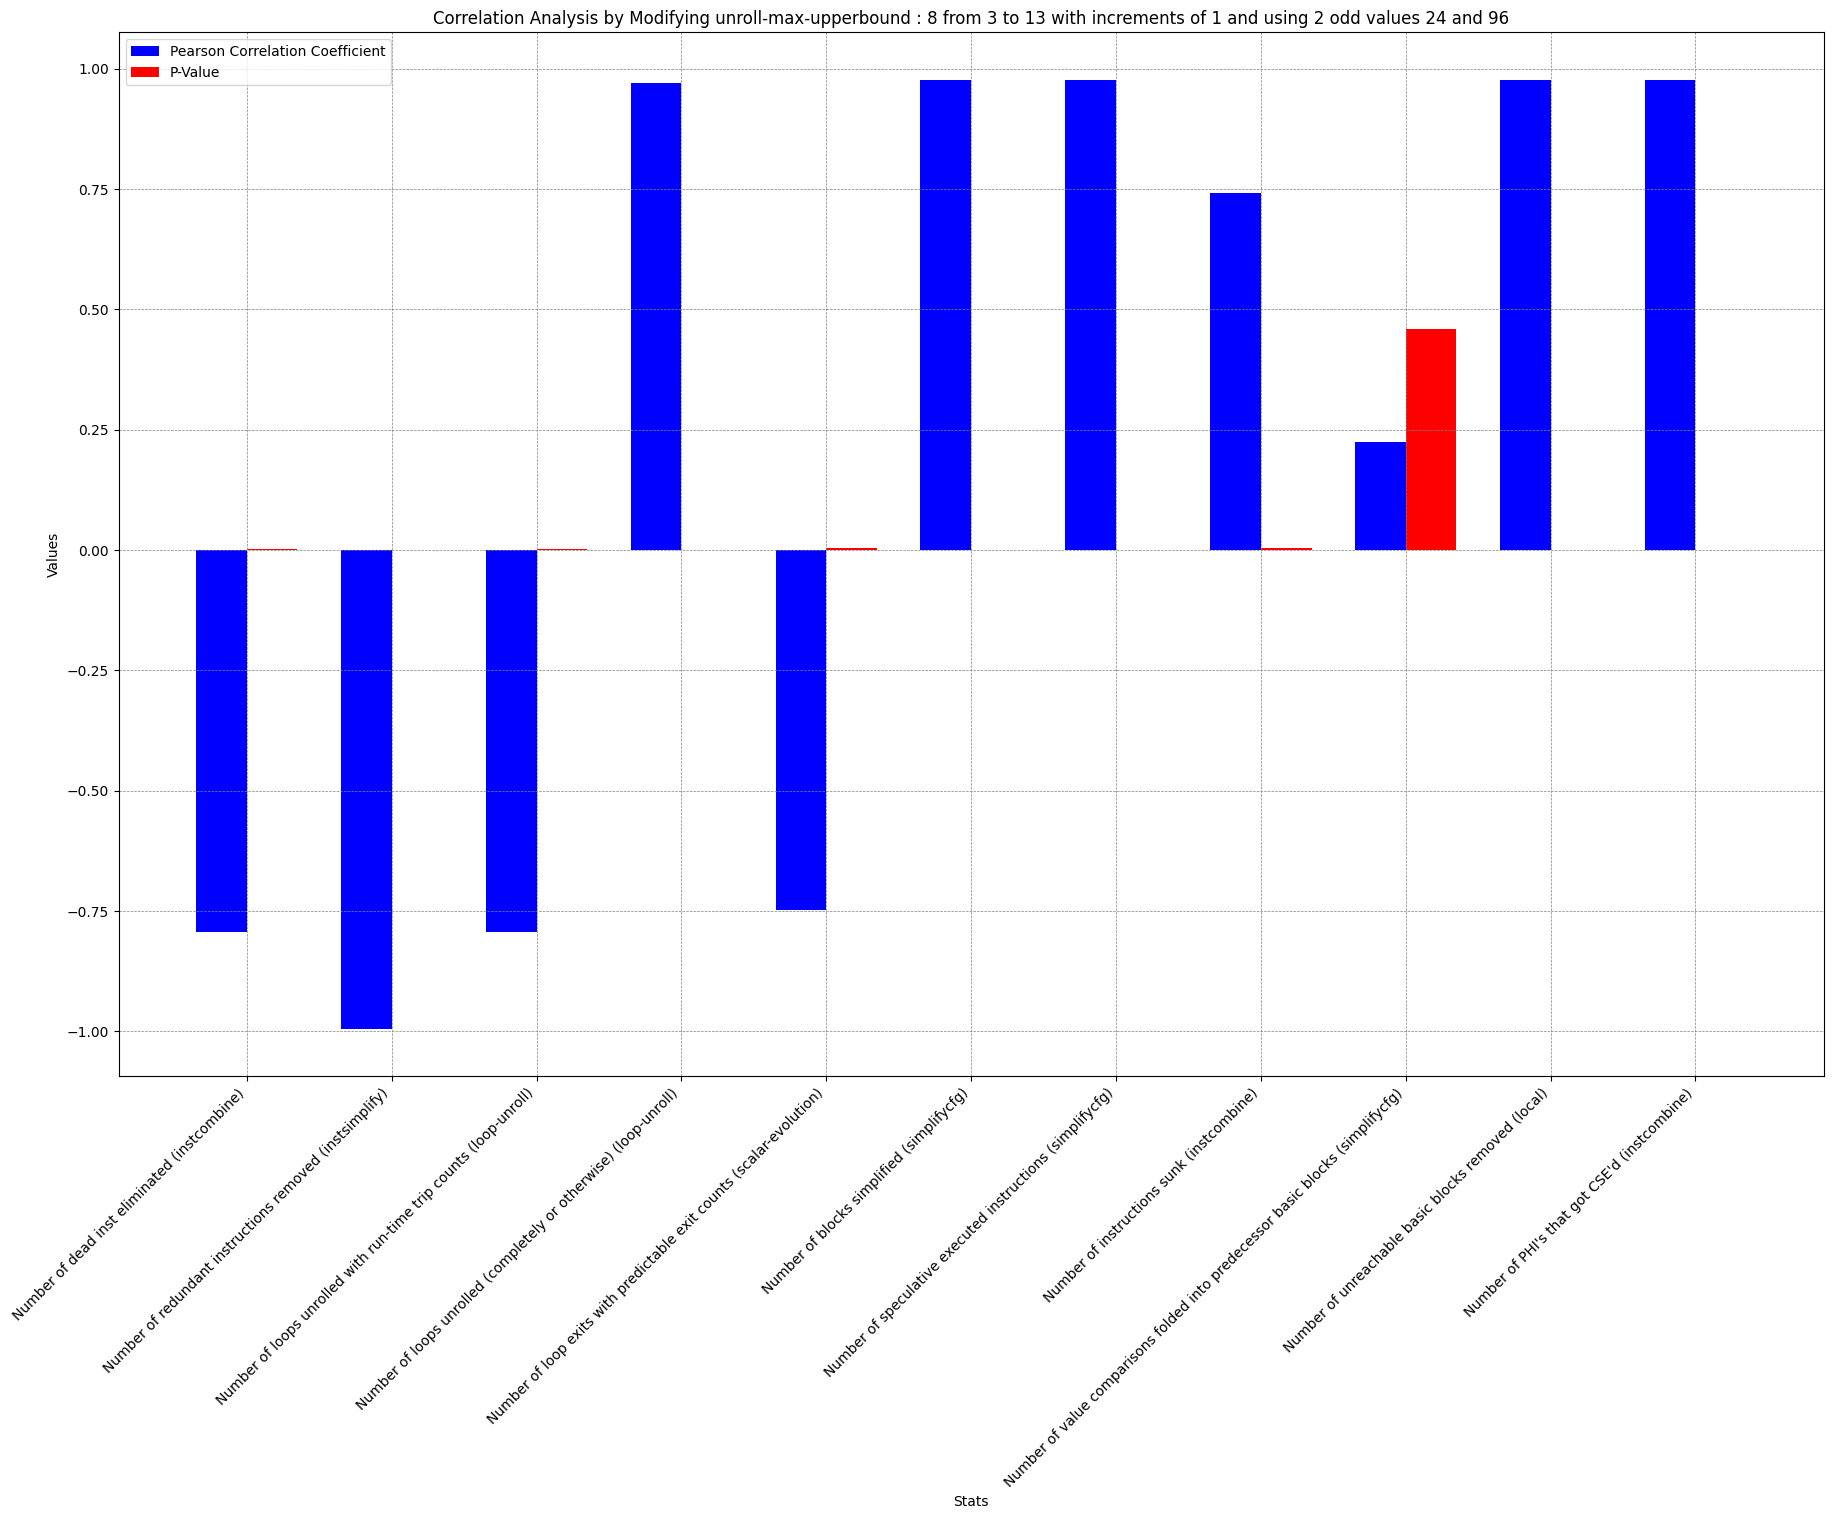 Correlation Analysis by Modifying unroll-max-upperbound : 8 from 3 to 13 with increments of 1 and using 2 odd values 24 and 96
Pearson Correlation Coefficient
P-Value
1.00
0.75
0.50
0.25
0.00
−0.25
−0.50
−0.75
−1.00
Values
Number of dead inst eliminated (instcombine)
Number of redundant instructions removed (instsimplify)
Number of loops unrolled with run-time trip counts (loop-unroll)
Number of loops unrolled (completely or otherwise) (loop-unroll)
Number of loop exits with predictable exit counts (scalar-evolution)
Number of blocks simplified (simplifycfg)
Number of speculative executed instructions (simplifycfg)
Number of instructions sunk (instcombine)
Number of value comparisons folded into predecessor basic blocks (simplifycfg)
Number of unreachable basic blocks removed (local)
Number of PHI's that got CSE'd (instcombine)
Stats